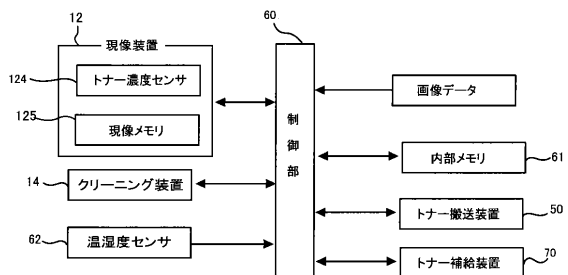 60
12
現像装置
124
トナー濃度センサ
125
現像メモリ
14
クリーニング装置
62
温湿度センサ
制御部
画像データ
内部メモリ
61
トナー搬送装置
50
トナー補給装置
70